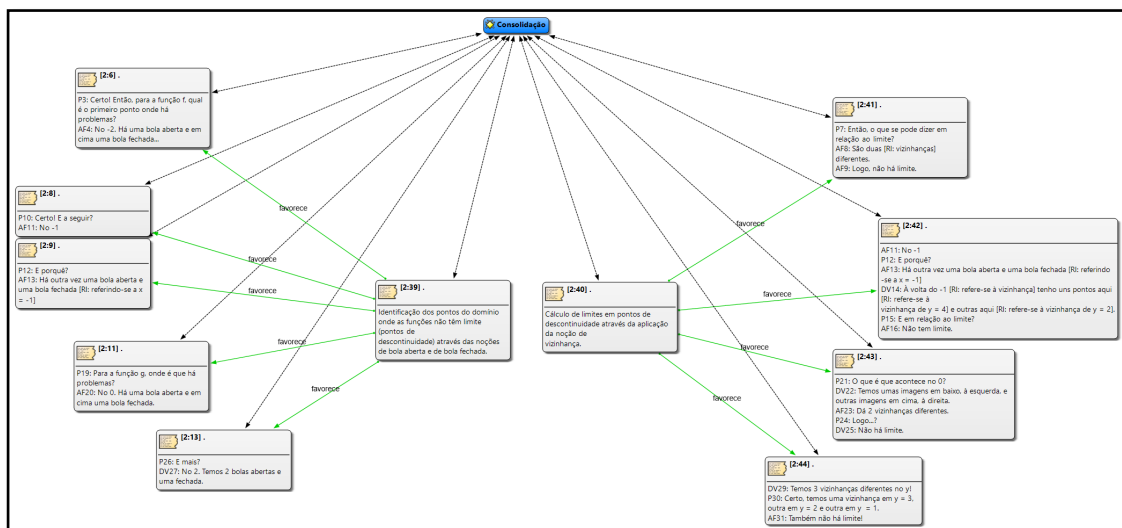 Consolidação
[2:6] .
P3: Certo! Então, para a função f, qual
é o primeiro ponto onde há
problemas?
AF4: No -2. Há uma bola aberta e em
cima uma bola fechada...
[2:8] .
P10: Certo! E a seguir?
AF11: No -1
[2:9] .
P12: E porquê?
AF13: Há outra vez uma bola aberta e
uma bola fechada [RI: referindo-se a x
= -1]
[2:11] .
P19: Para a função g, onde é que há
problemas?
AF20: No 0. Há uma bola aberta e em
cima uma bola fechada.
[2:13] .
P26: E mais?
DV27: No 2. Temos 2 bolas abertas e
uma fechada.
favorece
favorece
favorece
favorece
favorece
[2:39] .
Identificação dos pontos do domínio
onde as funções não têm limite
(pontos de
descontinuidade) através das noções
de bola aberta e de bola fechada.
[2:40] .
Cálculo de limites em pontos de
descontinuidade através da aplicação
da noção de
vizinhança.
favorece
favorece
favorece
favorece
[2:41] .
P7: Então, o que se pode dizer em
relação ao limite?
AF8: São duas [RI: vizinhanças]
diferentes.
AF9: Logo, não há limite.
[2:42] .
AF11: No -1
P12: E porquê?
AF13: Há outra vez uma bola aberta e uma bola fechada [RI: referindo
-se a x = -1]
DV14: À volta do -1 [RI: refere-se à vizinhança] tenho uns pontos aqui
[RI: refere-se à
vizinhança de y = 4] e outras aqui [RI: refere-se à vizinhança de y = 2].
P15: E em relação ao limite?
AF16: Não tem limite.
[2:43] .
P21: O que é que acontece no 0?
DV22: Temos umas imagens em baixo, à esquerda, e
outras imagens em cima, à direita.
AF23: Dá 2 vizinhanças diferentes.
P24: Logo...?
DV25: Não há limite.
[2:44] .
DV29: Temos 3 vizinhanças diferentes no y!
P30: Certo, temos uma vizinhança em y = 3,
outra em y = 2 e outra em y = 1.
AF31: Também não há limite!